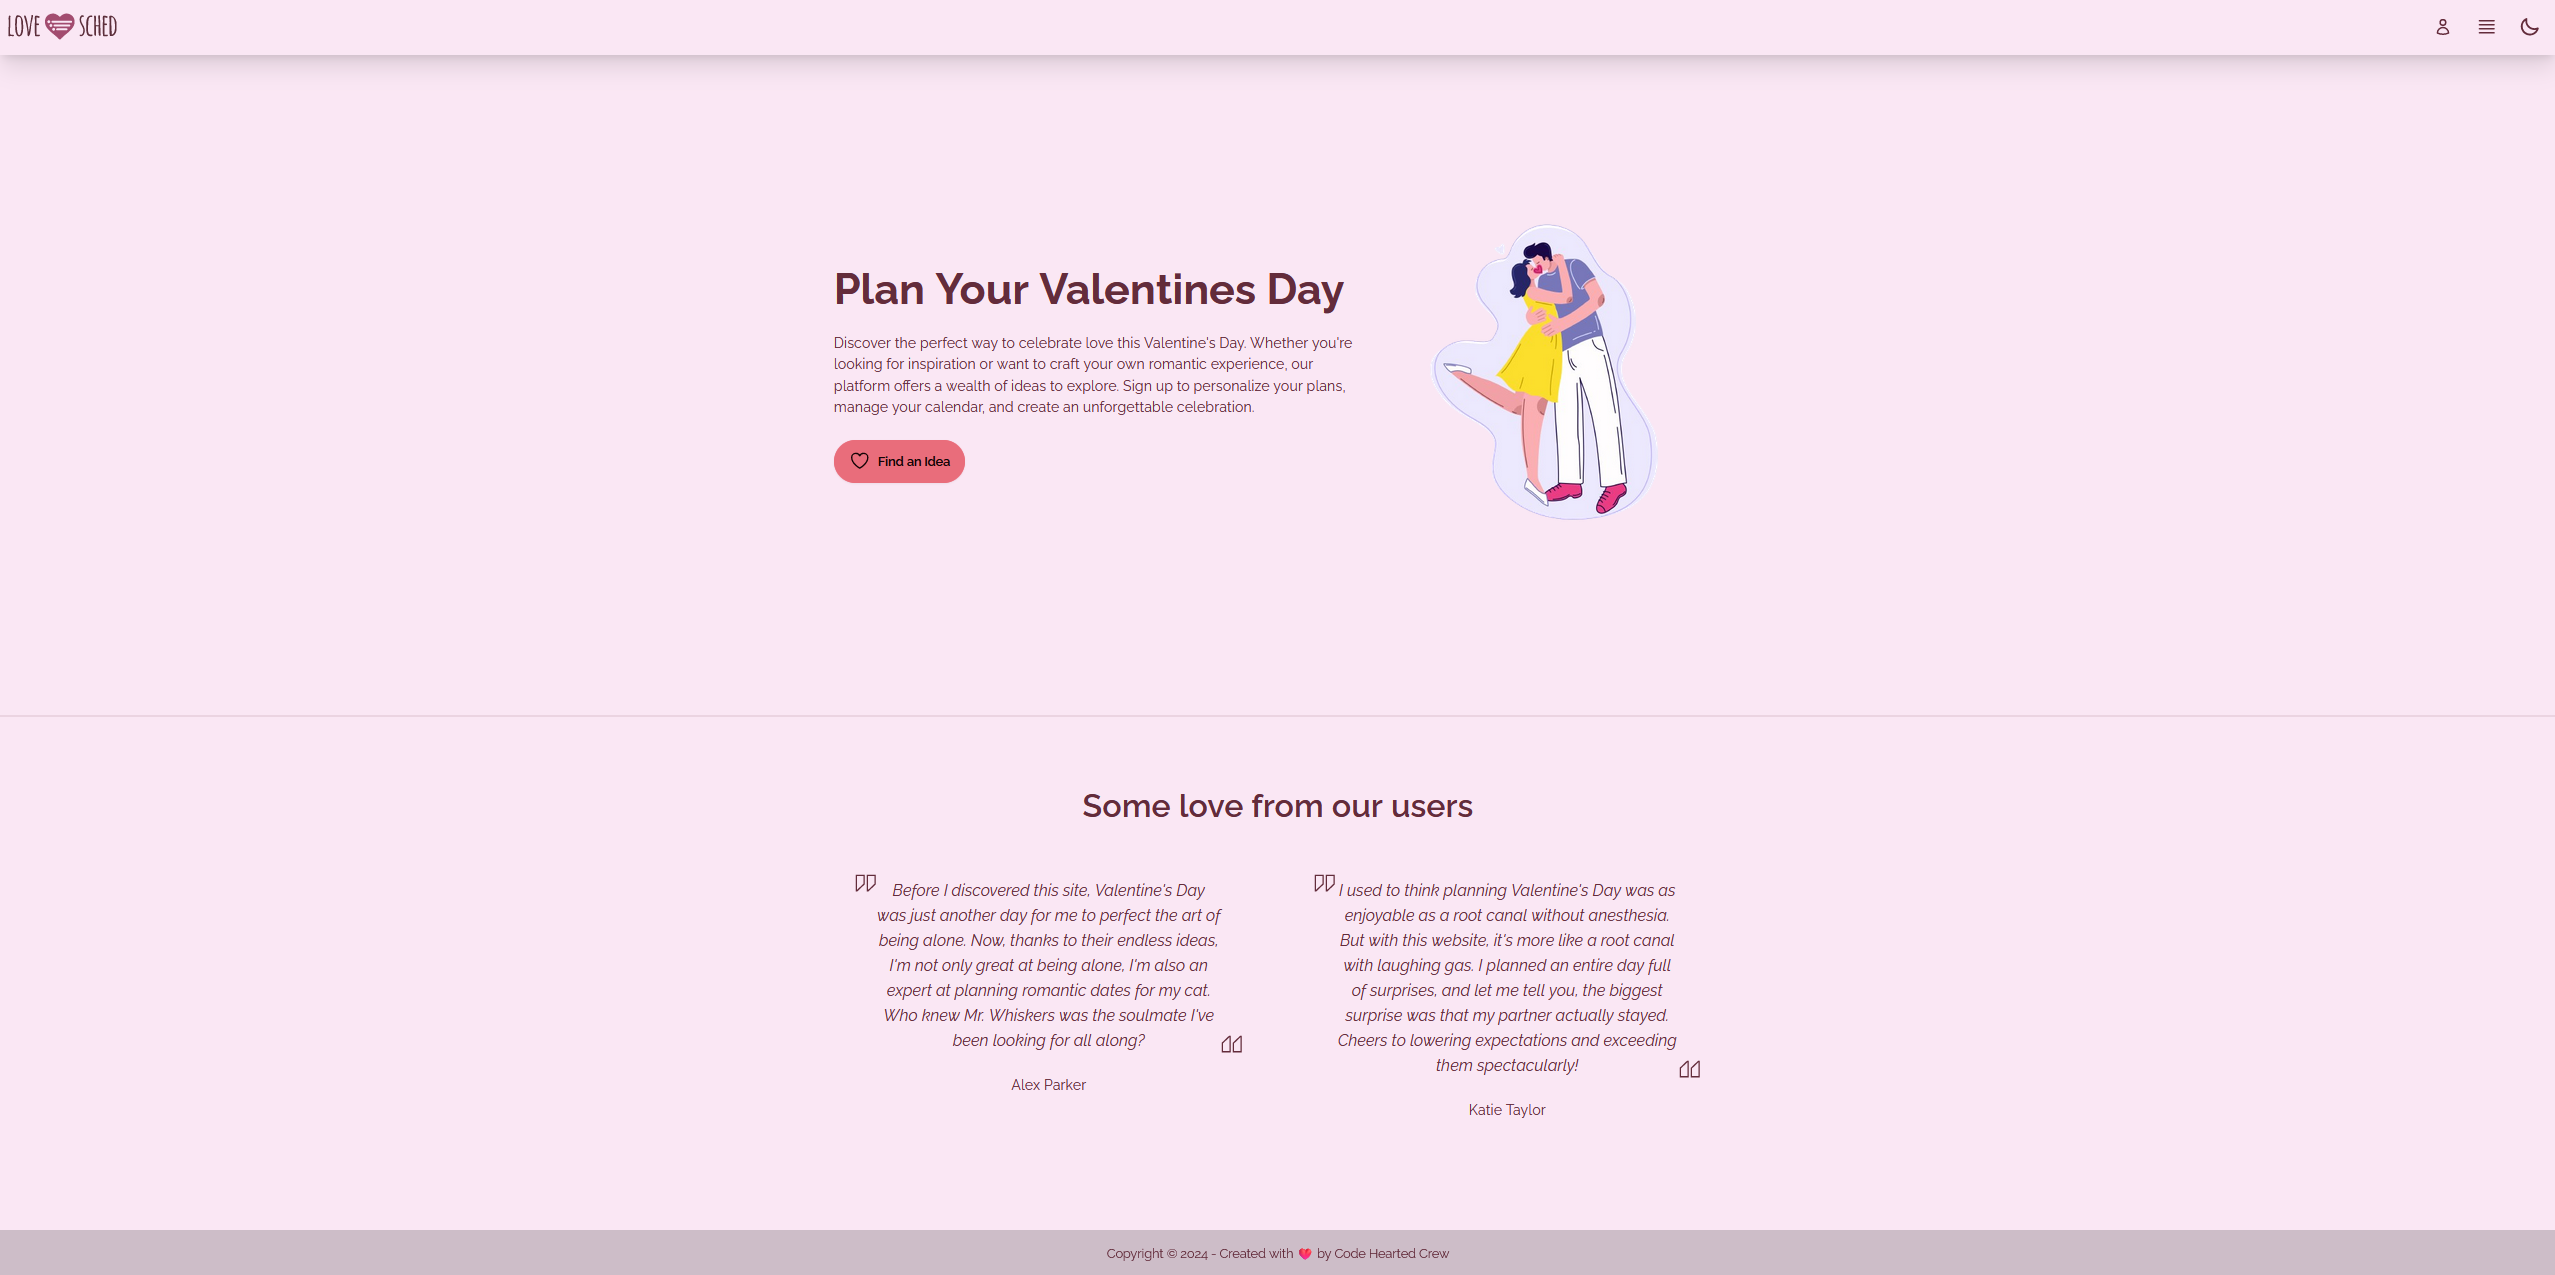 LOVE SCHED
Plan Your Valentines Day
Discover the perfect way to celebrate love this Valentine's Day. Whether you're
looking for inspiration or want to craft your own romantic experience, our
platform offers a wealth of ideas to explore. Sign up to personalize your plans,
manage your calendar, and create an unforgettable celebration.
Find an Idea
Some love from our users
Before I discovered this site, Valentine's Day
was just another day for me to perfect the art of
being alone. Now, thanks to their endless ideas,
I'm not only great at being alone, I'm also an
expert at planning romantic dates for my cat.
Who knew Mr. Whiskers was the soulmate I've
been looking for all along?
Alex Parker
I used to think planning Valentine's Day was as
enjoyable as a root canal without anesthesia.
But with this website, it's more like a root canal
with laughing gas. I planned an entire day full
of surprises, and let me tell you, the biggest
surprise was that my partner actually stayed.
Cheers to lowering expectations and exceeding
them spectacularly!
Katie Taylor
Copyright © 2024 - Created with ❤️ by Code Hearted Crew